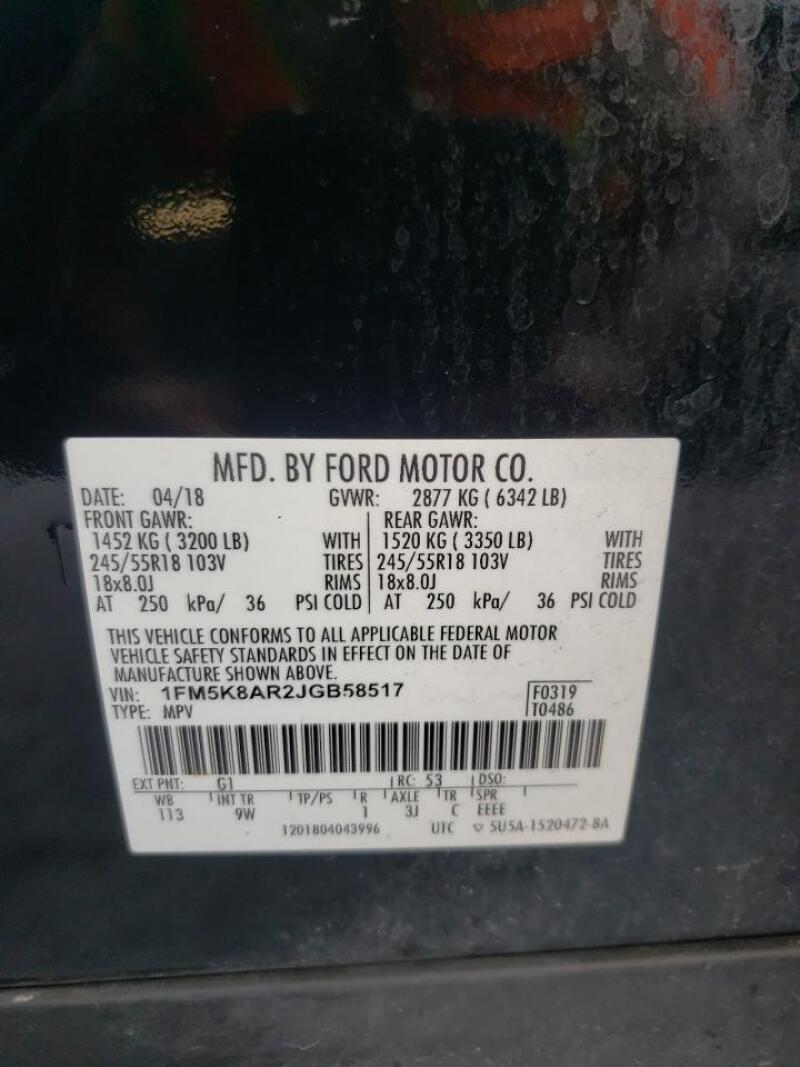 MFD. BY FORD MOTOR CO.
DATE: 04/18 GVWR: 2877 KG ( 6342 LB)
FRONT GAWR: REAR GAWR:
1452 KG ( 3200 LB) WITH 1520 KG ( 3350 LB) WITH
245/55R18 103V TIRES 245/55R18 103V TIRES
18x8.0J RIMS 18x8.0J RIMS
AT 250 kPa/ 36 PSI COLD AT 250 kPa/ 36 PSI COLD
THIS VEHICLE CONFORMS TO ALL APPLICABLE FEDERAL MOTOR
VEHICLE SAFETY STANDARDS IN EFFECT ON THE DATE OF
MANUFACTURE SHOWN ABOVE.
VIN: 1FM5K8AR2JGB58517 F0319
TYPE: MPV T0486
EXT PNT: G1 RC: 53 DSO:
WB INT TR TP/PS R AXLE TR SPR
113 9W 1 3J C EEEE
1201804043996 UTC ▽ 5U5A-1520472-BA